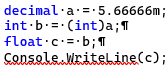 decimal a = 5.66666m;
int b = (int)a;¶
float c = b;¶
Console.WriteLine(c);